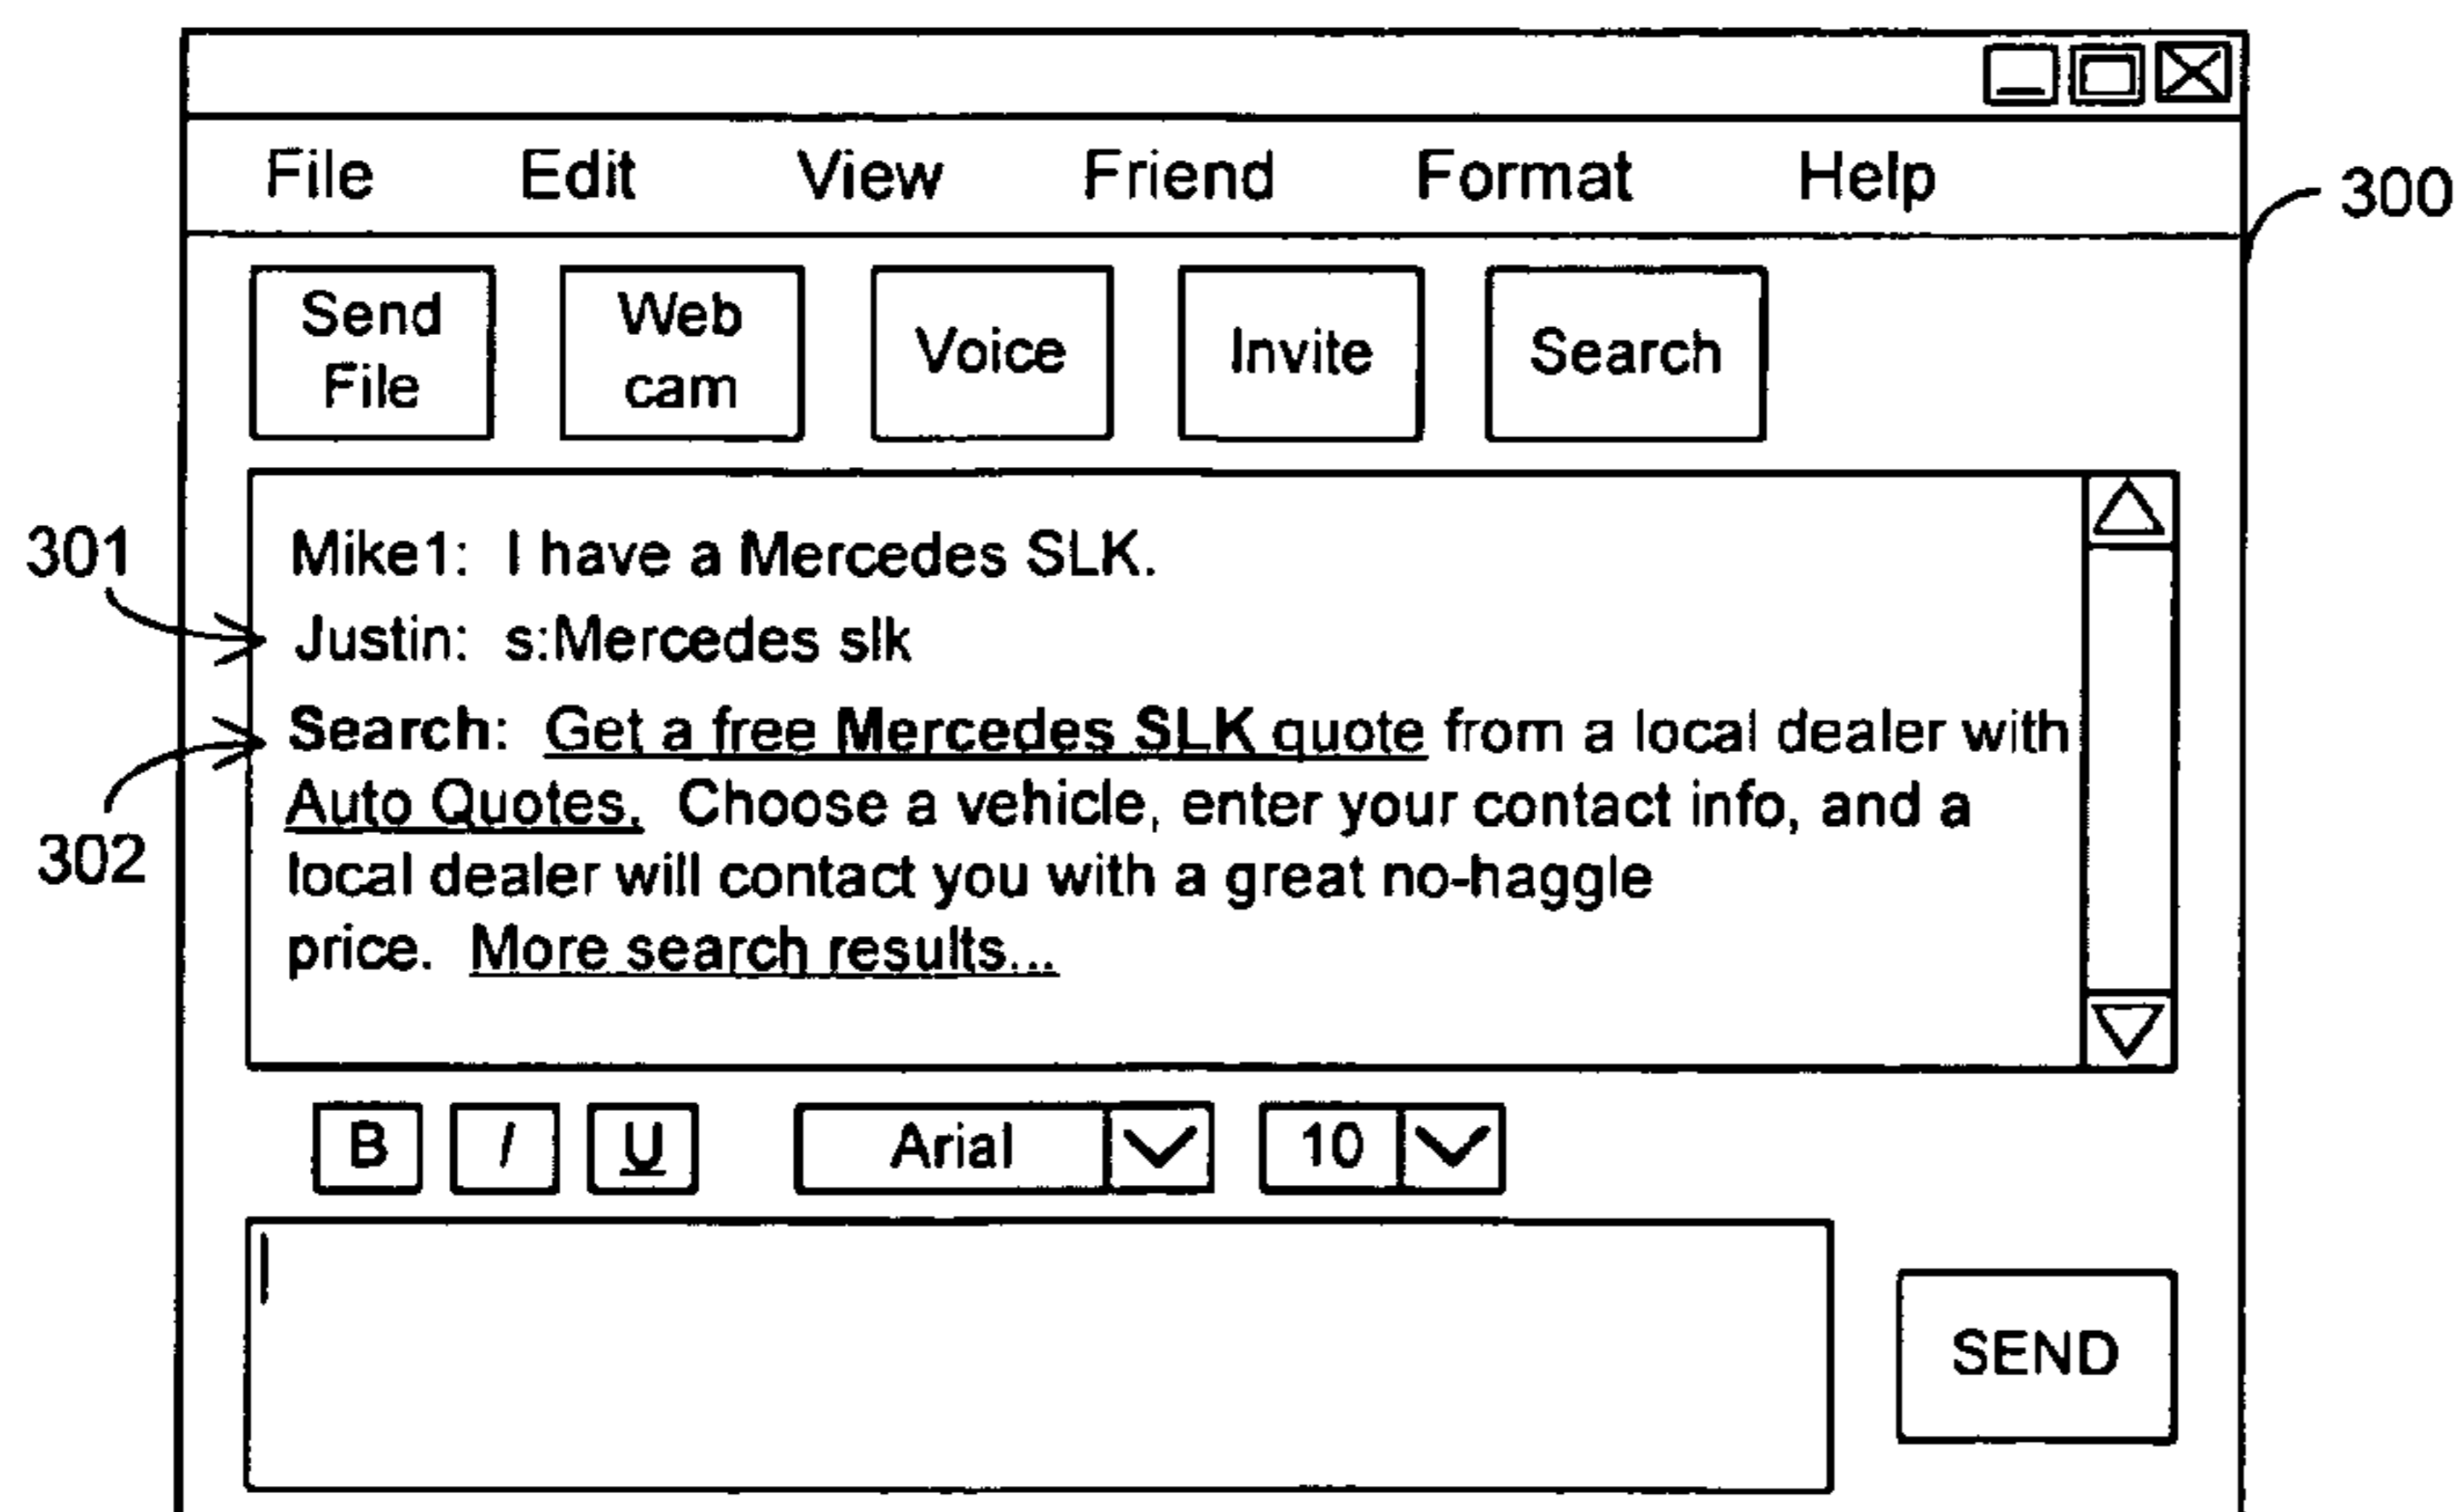 File Edit View Friend Format Help
300
Send File
Web cam
Voice
Invite
Search
301
Mike1: I have a Mercedes SLK.
Justin: s:Mercedes slk
Search: Get a free Mercedes SLK quote from a local dealer with
Auto Quotes. Choose a vehicle, enter your contact info, and a
local dealer will contact you with a great no-haggle
price. More search results...
302
B I U Arial 10
SEND